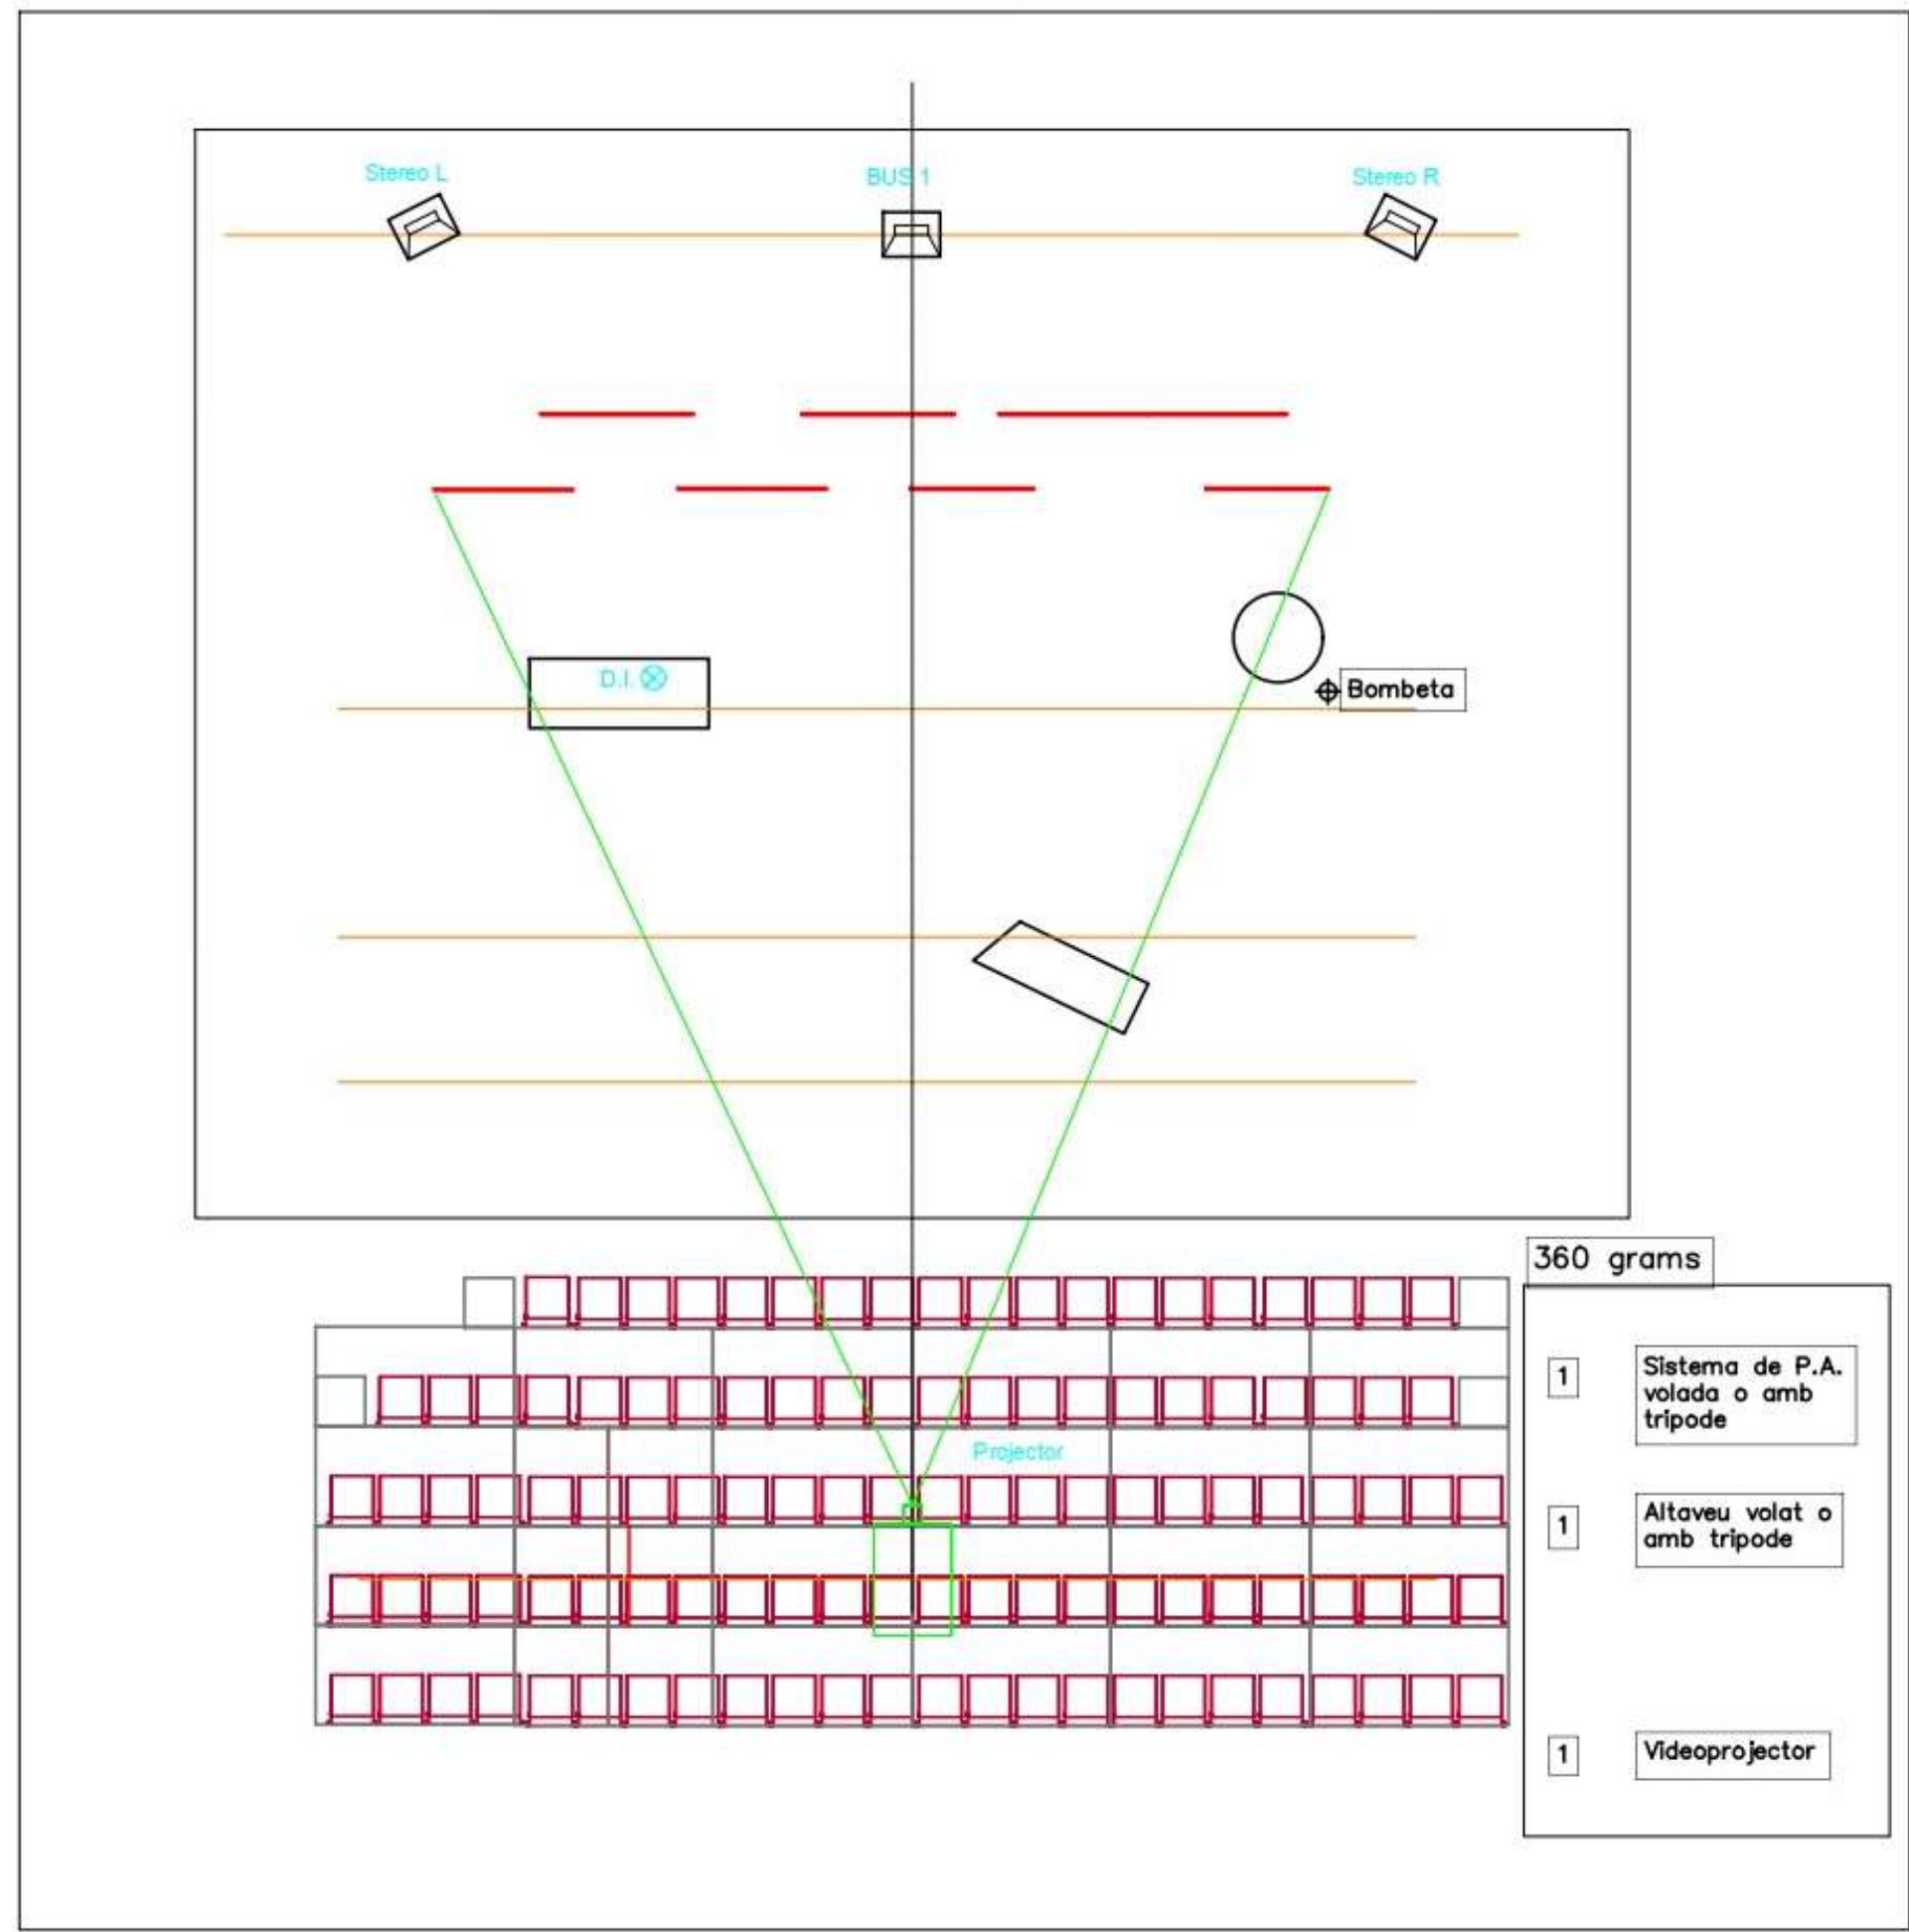 Stereo L
BUS 1
Stereo R
D.I.
Bombeta
360 grams
Projector
1
Sistema de P.A.
volada o amb
tripode
1
Altaveu volat o
amb tripode
1
Videoprojector